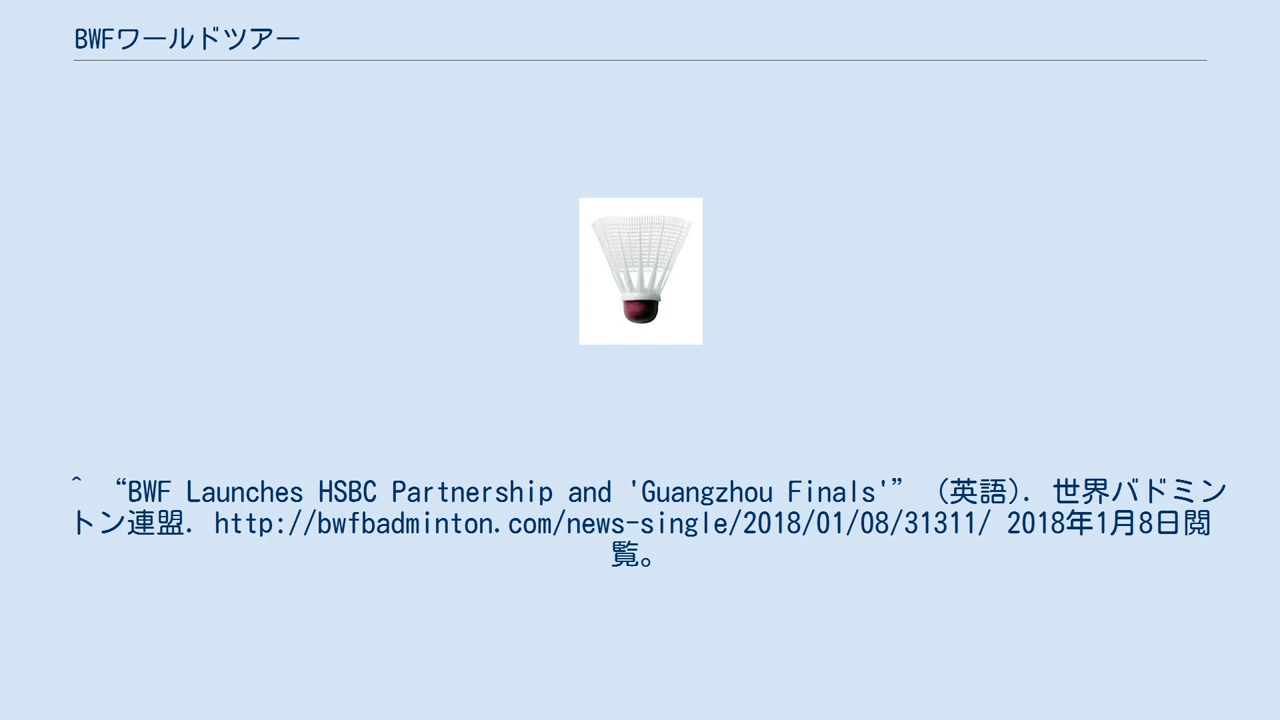 BWFワールドツアー
^ “BWF Launches HSBC Partnership and 'Guangzhou Finals'” (英語). 世界バドミン
トン連盟. http://bwfbadminton.com/news-single/2018/01/08/31311/ 2018年1月8日閲
覧。